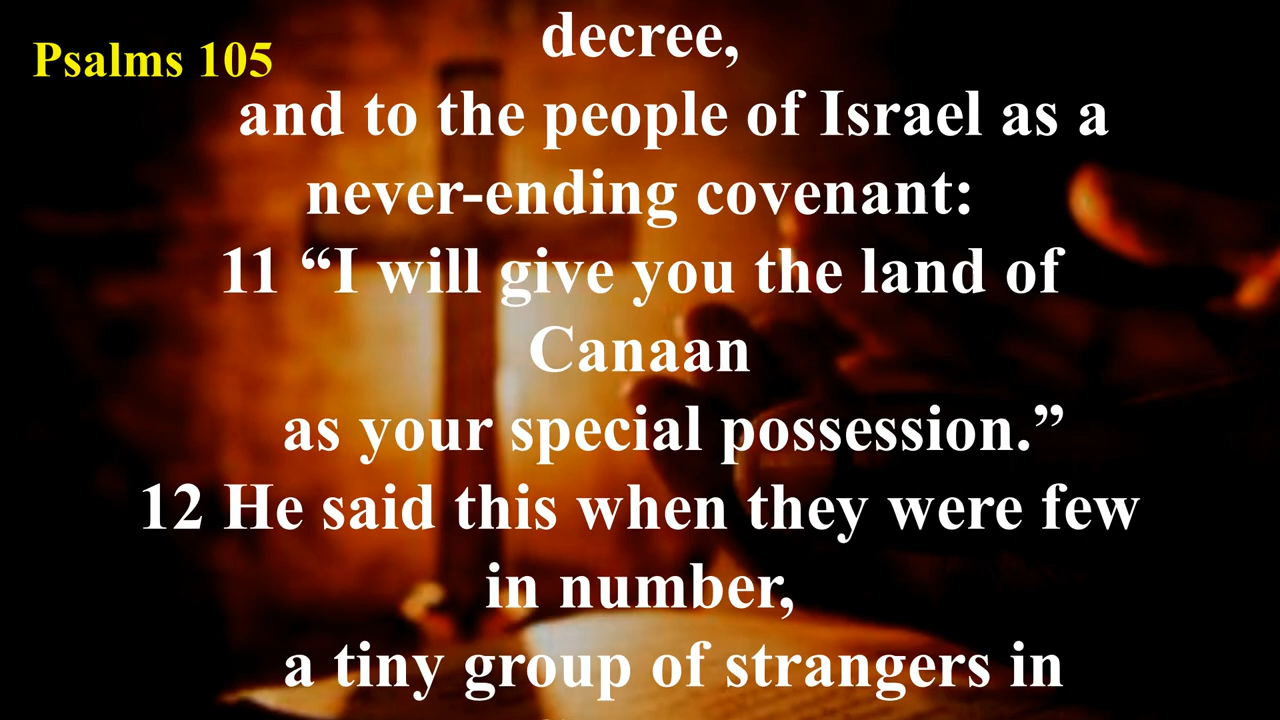 Psalms 105
decree,
and to the people of Israel as a
never-ending covenant:
11 “I will give you the land of
Canaan
as your special possession.”
12 He said this when they were few
in number,
a tiny group of strangers in